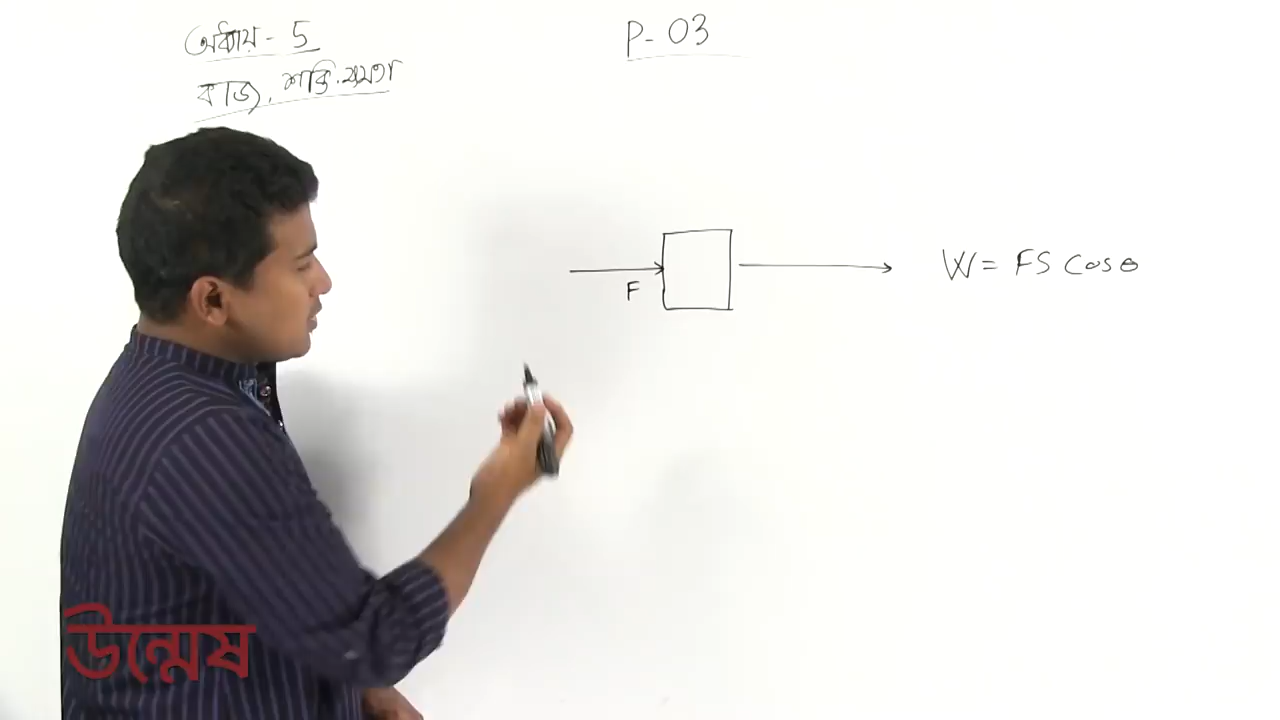 অধ্যায় - 5
কাজ, শক্তি, ক্ষমতা
P- 03
F
W = FS Cosθ
উন্মেষ